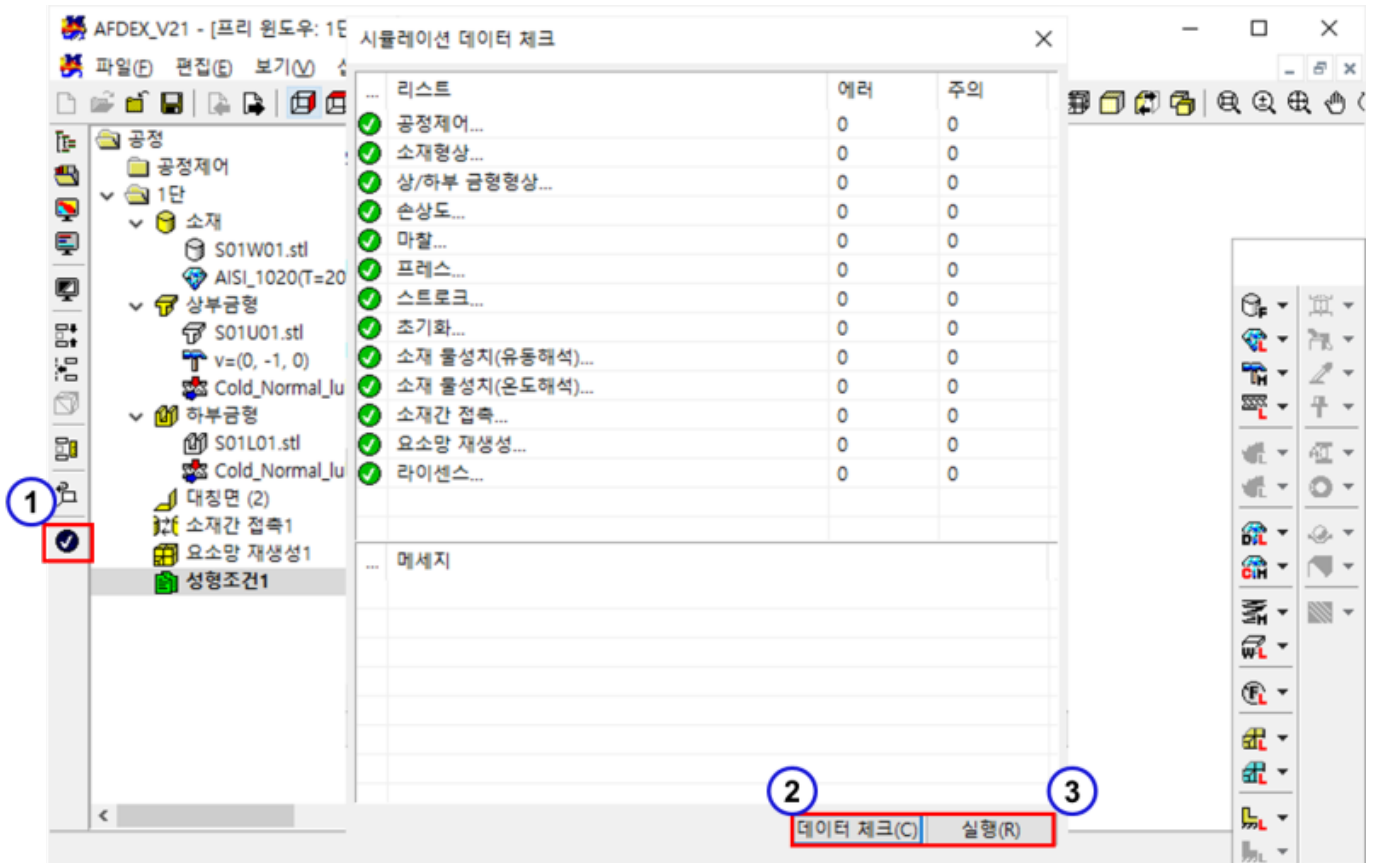 AFDEX_V21 - [프리 윈도우: 1단
파일(F) 편집(E) 보기(V)
공정
공정제어
1단
소재
S01W01.stl
AISI_1020(T=20
상부금형
S01U01.stl
v=(0, -1, 0)
Cold_Normal_lu
하부금형
S01L01.stl
Cold_Normal_lu
대칭면 (2)
소재간 접촉1
요소망 재생성1
성형조건1
1
시뮬레이션 데이터 체크
... 리스트 에러 주의
공정제어... 0 0
소재형상... 0 0
상/하부 금형형상... 0 0
손상도... 0 0
마찰... 0 0
프레스... 0 0
스트로크... 0 0
초기화... 0 0
소재 물성치(유동해석)... 0 0
소재 물성치(온도해석)... 0 0
소재간 접촉... 0 0
요소망 재생성... 0 0
라이센스... 0 0
... 메세지
2
3
데이터 체크(C) 실행(R)